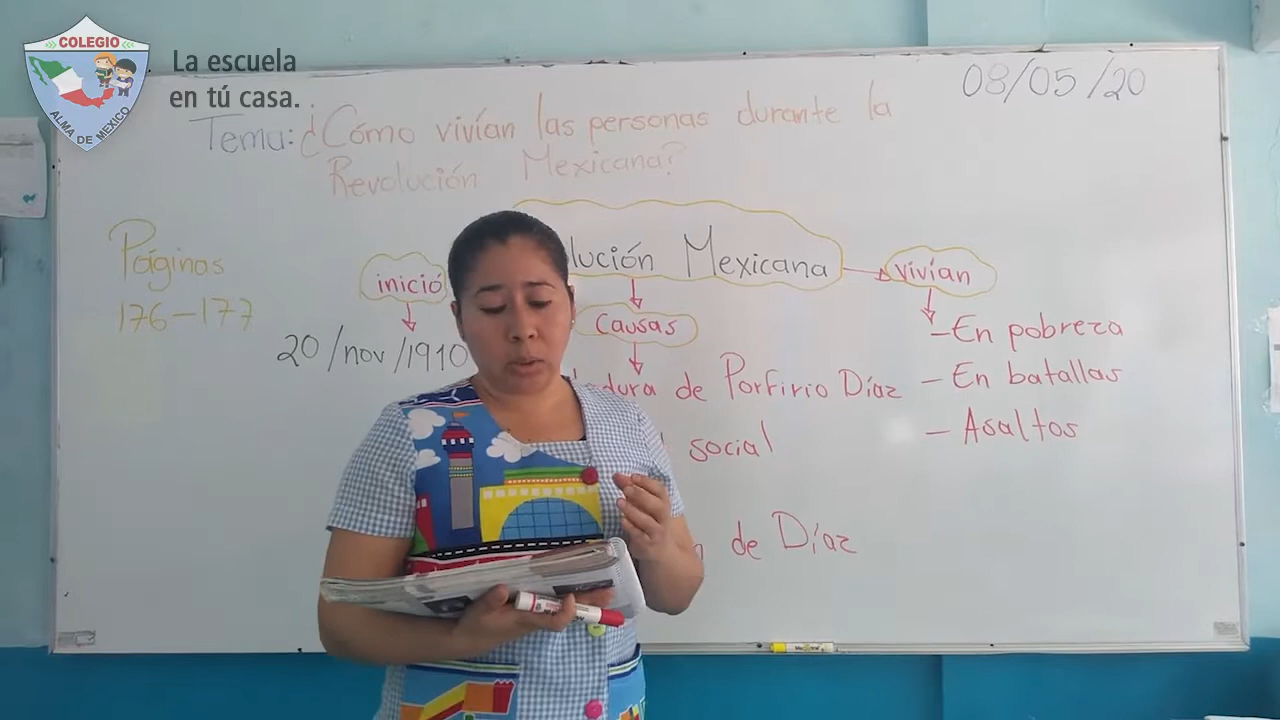 COLEGIO
ALMA DE MEXICO
La escuela
en tú casa.
08/05/20
Tema: ¿Cómo vivían las personas durante la
Revolución Mexicana?
Páginas
176-177
inició
20/nov/1910
lución Mexicana
Causas
dura de Porfirio Díaz
social
de Díaz
vivían
- En pobreza
- En batallas
- Asaltos